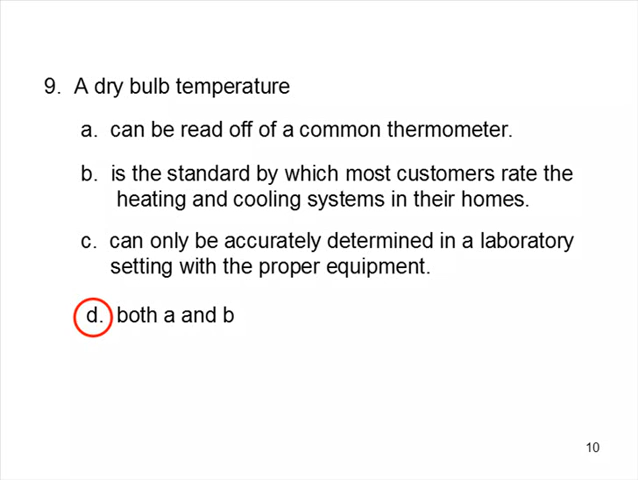 9. A dry bulb temperature
a. can be read off of a common thermometer.
b. is the standard by which most customers rate the
heating and cooling systems in their homes.
c. can only be accurately determined in a laboratory
setting with the proper equipment.
d. both a and b
10